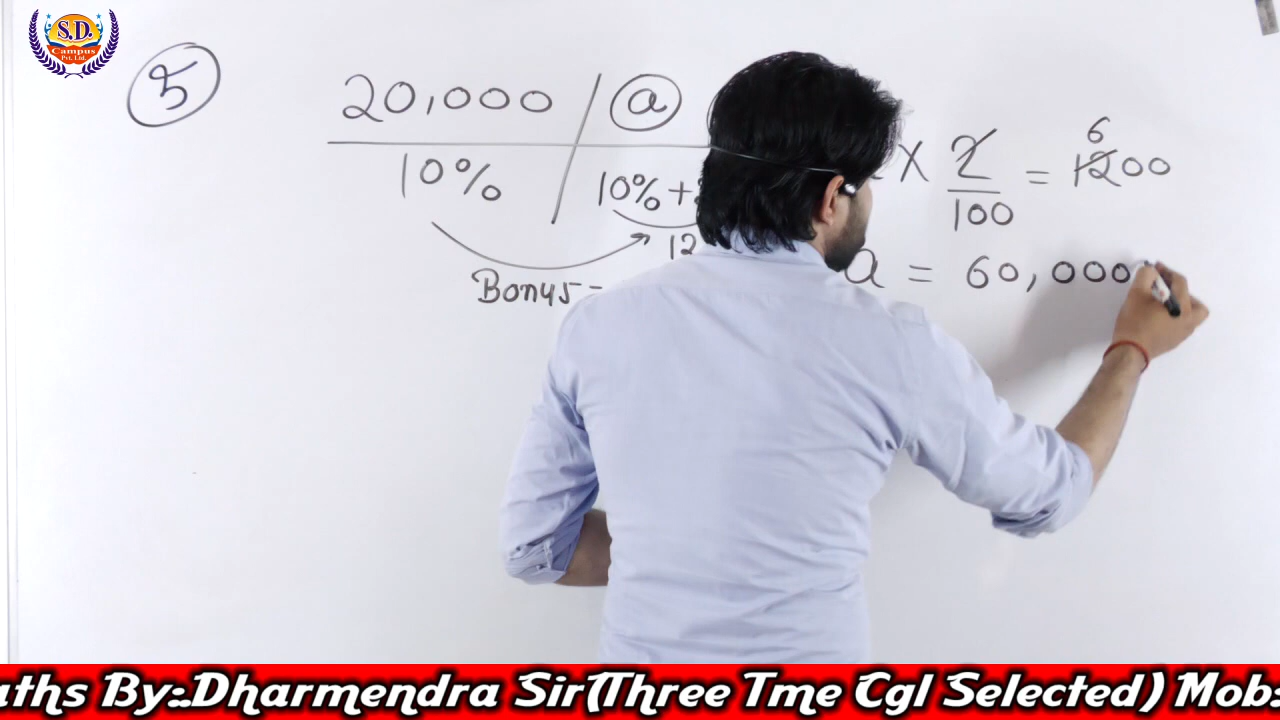 S.D.
Campus
Pvt. Ltd.
5
20,000 / a
10% 10%+
12
Bonus -
× 2/100 = 1200
6
a = 60,000
aths By:.Dharmendra Sir(Three Tme Cgl Selected) Mob: